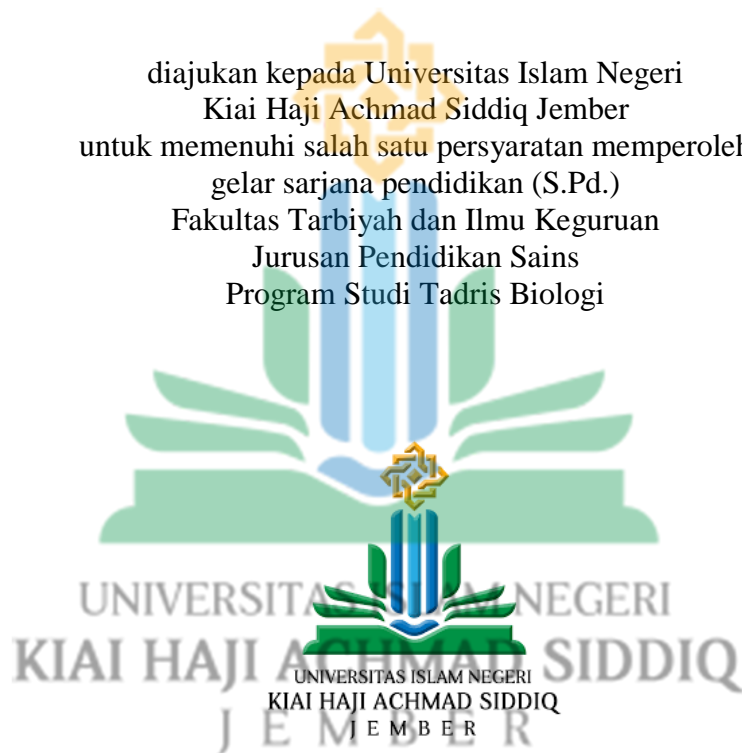 diajukan kepada Universitas Islam Negeri
Kiai Haji Achmad Siddiq Jember
untuk memenuhi salah satu persyaratan memperoleh
gelar sarjana pendidikan (S.Pd.)
Fakultas Tarbiyah dan Ilmu Keguruan
Jurusan Pendidikan Sains
Program Studi Tadris Biologi
UNIVERSITAS ISLAM NEGERI
KIAI HAJI ACHMAD SIDDIQ
JEMBER
UNIVERSITAS ISLAM NEGERI
KIAI HAJI ACHMAD SIDDIQ
JEMBER